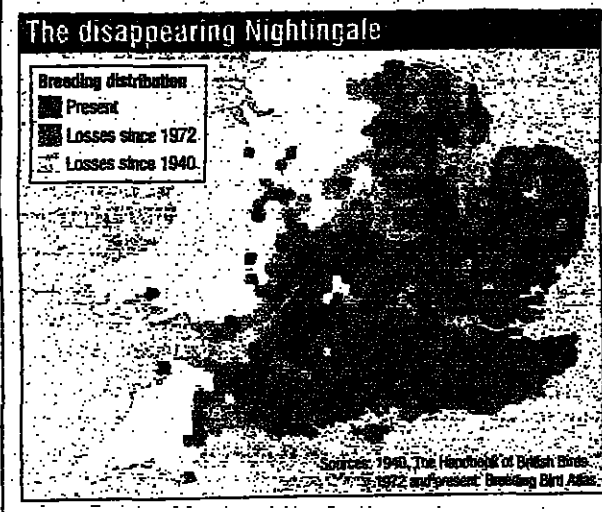 The disappearing Nightingale
Breeding distribution
Present
Losses since 1972
Losses since 1940
Sources: 1940, The Handbook of British Birds
1972 and present: Breeding Bird Atlas